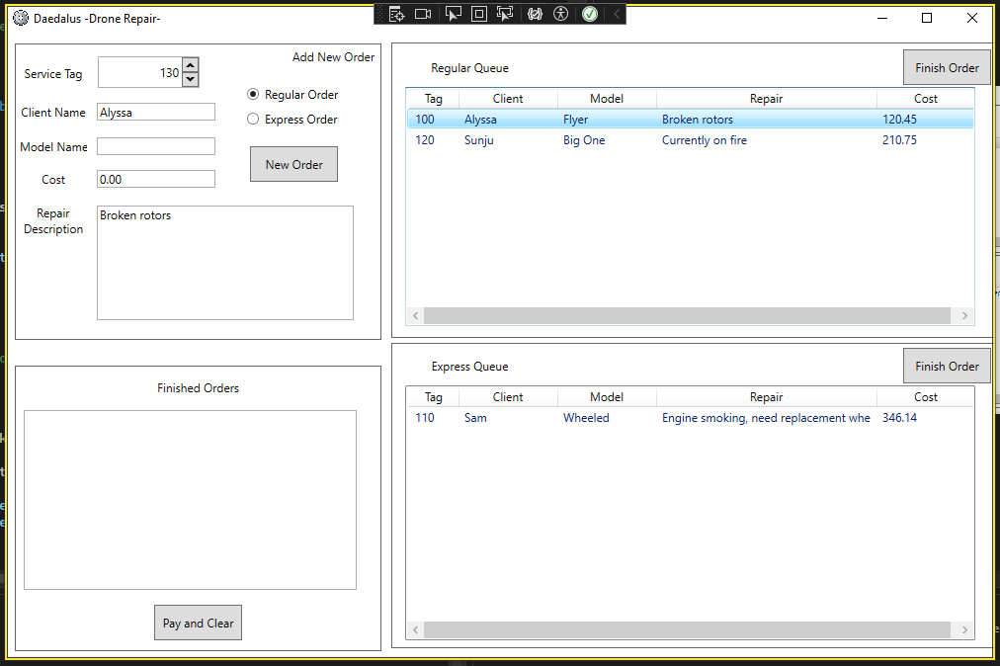 Daedalus -Drone Repair-
Add New Order
Service Tag
130
Regular Order
Client Name
Alyssa
Express Order
Model Name
New Order
Cost
0.00
Repair
Description
Broken rotors
Finished Orders
Pay and Clear
Regular Queue
Finish Order
Tag Client Model Repair Cost
100 Alyssa Flyer Broken rotors 120.45
120 Sunju Big One Currently on fire 210.75
Express Queue
Finish Order
Tag Client Model Repair Cost
110 Sam Wheeled Engine smoking, need replacement whe 346.14